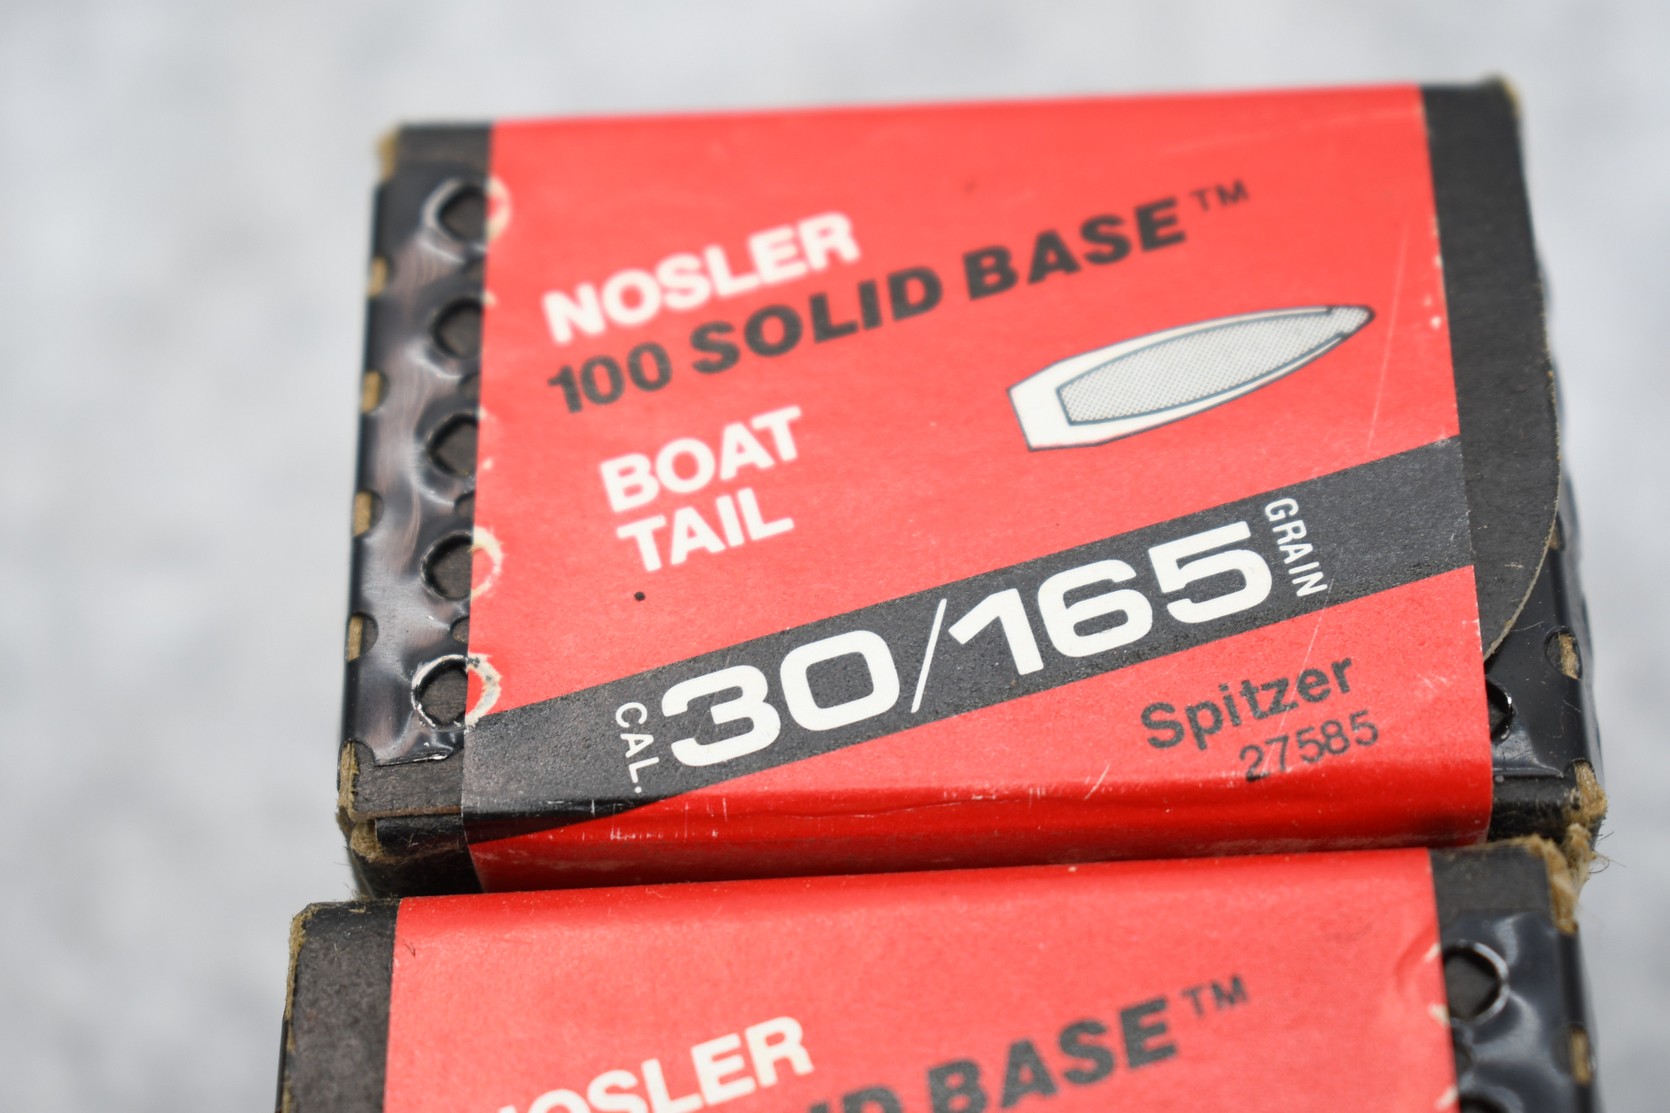 NOSLER
100 SOLID BASE™
BOAT
TAIL
CAL. 30/165 GRAIN
Spitzer
27585
NOSLER
BASE™